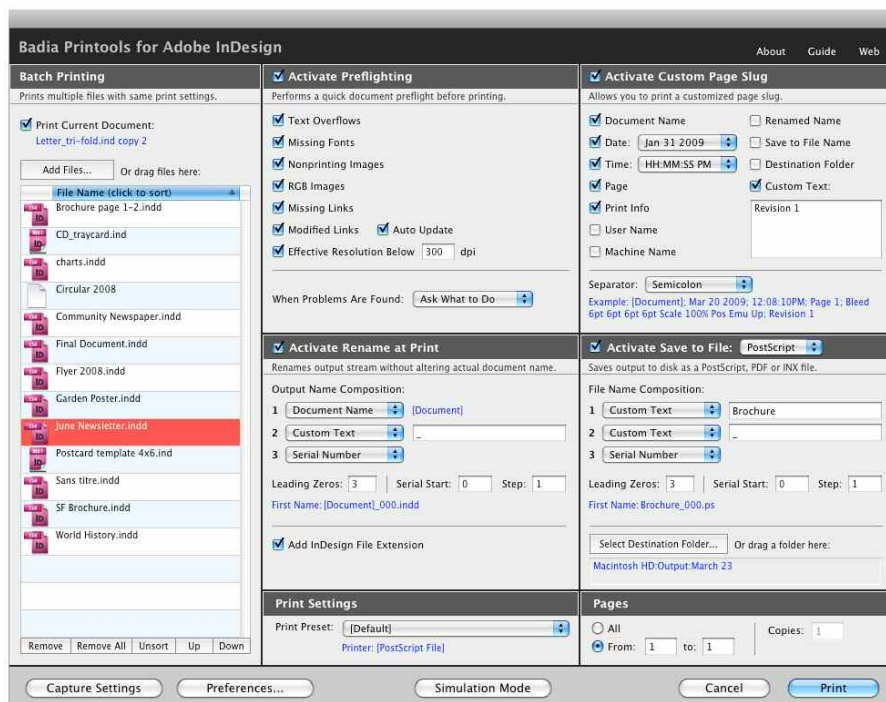 Badia Printools for Adobe InDesign
About Guide Web
Batch Printing
Prints multiple files with same print settings.
Print Current Document:
Letter_tri-fold.ind copy 2
Add Files... Or drag files here:
File Name (click to sort)
Brochure page 1-2.indd
CD_traycard.ind
charts.indd
Circular 2008
Community Newspaper.indd
Final Document.indd
Flyer 2008.indd
Garden Poster.indd
June Newsletter.indd
Postcard template 4x6.ind
Sans titre.indd
SF Brochure.indd
World History.indd
Remove Remove All Unsort Up Down
Activate Preflighting
Performs a quick document preflight before printing.
Text Overflows
Missing Fonts
Nonprinting Images
RGB Images
Missing Links
Modified Links Auto Update
Effective Resolution Below 300 dpi
When Problems Are Found: Ask What to Do
Activate Custom Page Slug
Allows you to print a customized page slug.
Document Name Renamed Name
Date: Jan 31 2009 Save to File Name
Time: HH:MM:SS PM Destination Folder
Page Custom Text:
Print Info Revision 1
User Name
Machine Name
Separator: Semicolon
Example: [Document]; Mar 20 2009; 12:08:10PM; Page 1; Bleed
6pt 6pt 6pt 6pt Scale 100% Pos Emu Up; Revision 1
Activate Rename at Print
Renames output stream without altering actual document name.
Output Name Composition:
1 Document Name [Document]
2 Custom Text _
3 Serial Number
Leading Zeros: 3 Serial Start: 0 Step: 1
First Name: [Document]_000.indd
Add InDesign File Extension
Activate Save to File: PostScript
Saves output to disk as a PostScript, PDF or INX file.
File Name Composition:
1 Custom Text Brochure
2 Custom Text _
3 Serial Number
Leading Zeros: 3 Serial Start: 0 Step: 1
First Name: Brochure_000.ps
Select Destination Folder... Or drag a folder here:
Macintosh HD:Output:March 23
Print Settings
Print Preset: [Default]
Printer: [PostScript File]
Pages
All
From: 1 to: 1
Copies: 1
Capture Settings Preferences... Simulation Mode Cancel Print